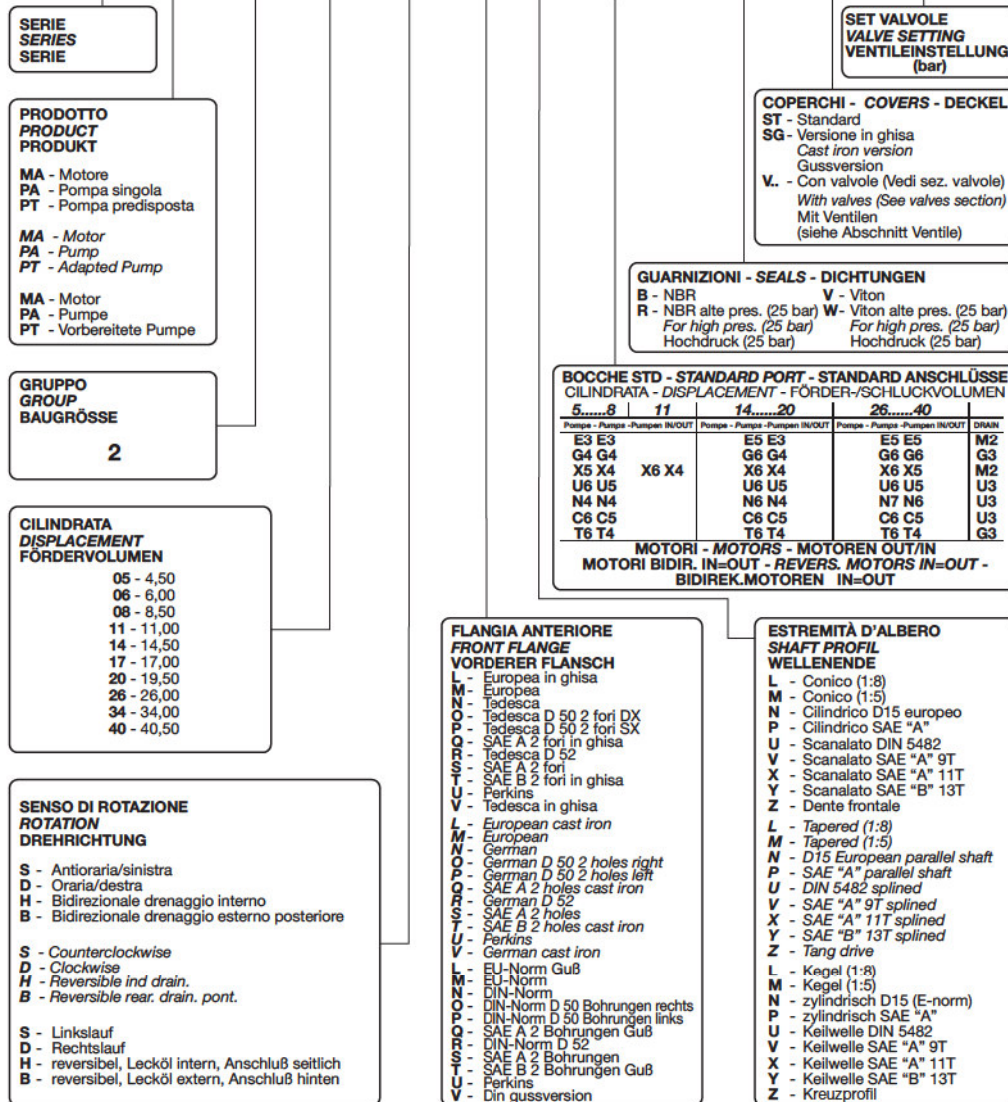 SERIE
SERIES
SERIE
PRODOTTO
PRODUCT
PRODUKT
MA - Motore
PA - Pompa singola
PT - Pompa predisposta
MA - Motor
PA - Pump
PT - Adapted Pump
MA - Motor
PA - Pumpe
PT - Vorbereitete Pumpe
GRUPPO
GROUP
BAUGRÖSSE
2
CILINDRATA
DISPLACEMENT
FÖRDERVOLUMEN
05 - 4,50
06 - 6,00
08 - 8,50
11 - 11,00
14 - 14,50
17 - 17,00
20 - 19,50
26 - 26,00
34 - 34,00
40 - 40,50
SENSO DI ROTAZIONE
ROTATION
DREHRICHTUNG
S - Antioraria/sinistra
D - Oraria/destra
H - Bidirezionale drenaggio interno
B - Bidirezionale drenaggio esterno posteriore
S - Counterclockwise
D - Clockwise
H - Reversible ind drain.
B - Reversible rear. drain. pont.
S - Linkslauf
D - Rechtslauf
H - reversibel, Lecköl intern, Anschluß seitlich
B - reversibel, Lecköl extern, Anschluß hinten
SET VALVOLE
VALVE SETTING
VENTILEINSTELLUNG
(bar)
COPERCHI - COVERS - DECKEL
ST - Standard
SG - Versione in ghisa
Cast iron version
Gussversion
V.. - Con valvole (Vedi sez. valvole)
With valves (See valves section)
Mit Ventilen
(siehe Abschnitt Ventile)
GUARNIZIONI - SEALS - DICHTUNGEN
B - NBR V - Viton
R - NBR alte pres. (25 bar) W - Viton alte pres. (25 bar)
For high pres. (25 bar) For high pres. (25 bar)
Hochdruck (25 bar) Hochdruck (25 bar)
BOCCHE STD - STANDARD PORT - STANDARD ANSCHLÜSSE
CILINDRATA - DISPLACEMENT - FÖRDER-/SCHLUCKVOLUMEN
5......8 11 14......20 26......40
Pompe - Pumps -Pumpen IN/OUT Pompe - Pumps -Pumpen IN/OUT Pompe - Pumps -Pumpen IN/OUT DRAIN
E3 E3 E5 E3 E5 E5 M2
G4 G4 G6 G4 G6 G6 G3
X5 X4 X6 X4 X6 X4 X6 X5 M2
U6 U5 U6 U5 U6 U5 U3
N4 N4 N6 N4 N7 N6 U3
C6 C5 C6 C5 C6 C5 U3
T6 T4 T6 T4 T6 T4 G3
MOTORI - MOTORS - MOTOREN OUT/IN
MOTORI BIDIR. IN=OUT - REVERS. MOTORS IN=OUT -
BIDIREK.MOTOREN IN=OUT
FLANGIA ANTERIORE
FRONT FLANGE
VORDERER FLANSCH
L - Europea in ghisa
M - Europea
N - Tedesca
O - Tedesca D 50 2 fori DX
P - Tedesca D 50 2 fori SX
Q - SAE A 2 fori in ghisa
R - Tedesca D 52
S - SAE A 2 fori
T - SAE B 2 fori in ghisa
U - Perkins
V - Tedesca in ghisa
L - European cast iron
M - European
N - German
O - German D 50 2 holes right
P - German D 50 2 holes left
Q - SAE A 2 holes cast iron
R - German D 52
S - SAE A 2 holes
T - SAE B 2 holes cast iron
U - Perkins
V - German cast iron
L - EU-Norm Guß
M - EU-Norm
N - DIN-Norm
O - DIN-Norm D 50 Bohrungen rechts
P - DIN-Norm D 50 Bohrungen links
Q - SAE A 2 Bohrungen Guß
R - DIN-Norm D 52
S - SAE A 2 Bohrungen
T - SAE B 2 Bohrungen Guß
U - Perkins
V - Din gussversion
ESTREMITÀ D'ALBERO
SHAFT PROFIL
WELLENENDE
L - Conico (1:8)
M - Conico (1:5)
N - Cilindrico D15 europeo
P - Cilindrico SAE “A”
U - Scanalato DIN 5482
V - Scanalato SAE “A” 9T
X - Scanalato SAE “A” 11T
Y - Scanalato SAE “B” 13T
Z - Dente frontale
L - Tapered (1:8)
M - Tapered (1:5)
N - D15 European parallel shaft
P - SAE “A” parallel shaft
U - DIN 5482 splined
V - SAE “A” 9T splined
X - SAE “A” 11T splined
Y - SAE “B” 13T splined
Z - Tang drive
L - Kegel (1:8)
M - Kegel (1:5)
N - zylindrisch D15 (E-norm)
P - zylindrisch SAE “A”
U - Keilwelle DIN 5482
V - Keilwelle SAE “A” 9T
X - Keilwelle SAE “A” 11T
Y - Keilwelle SAE “B” 13T
Z - Kreuzprofil